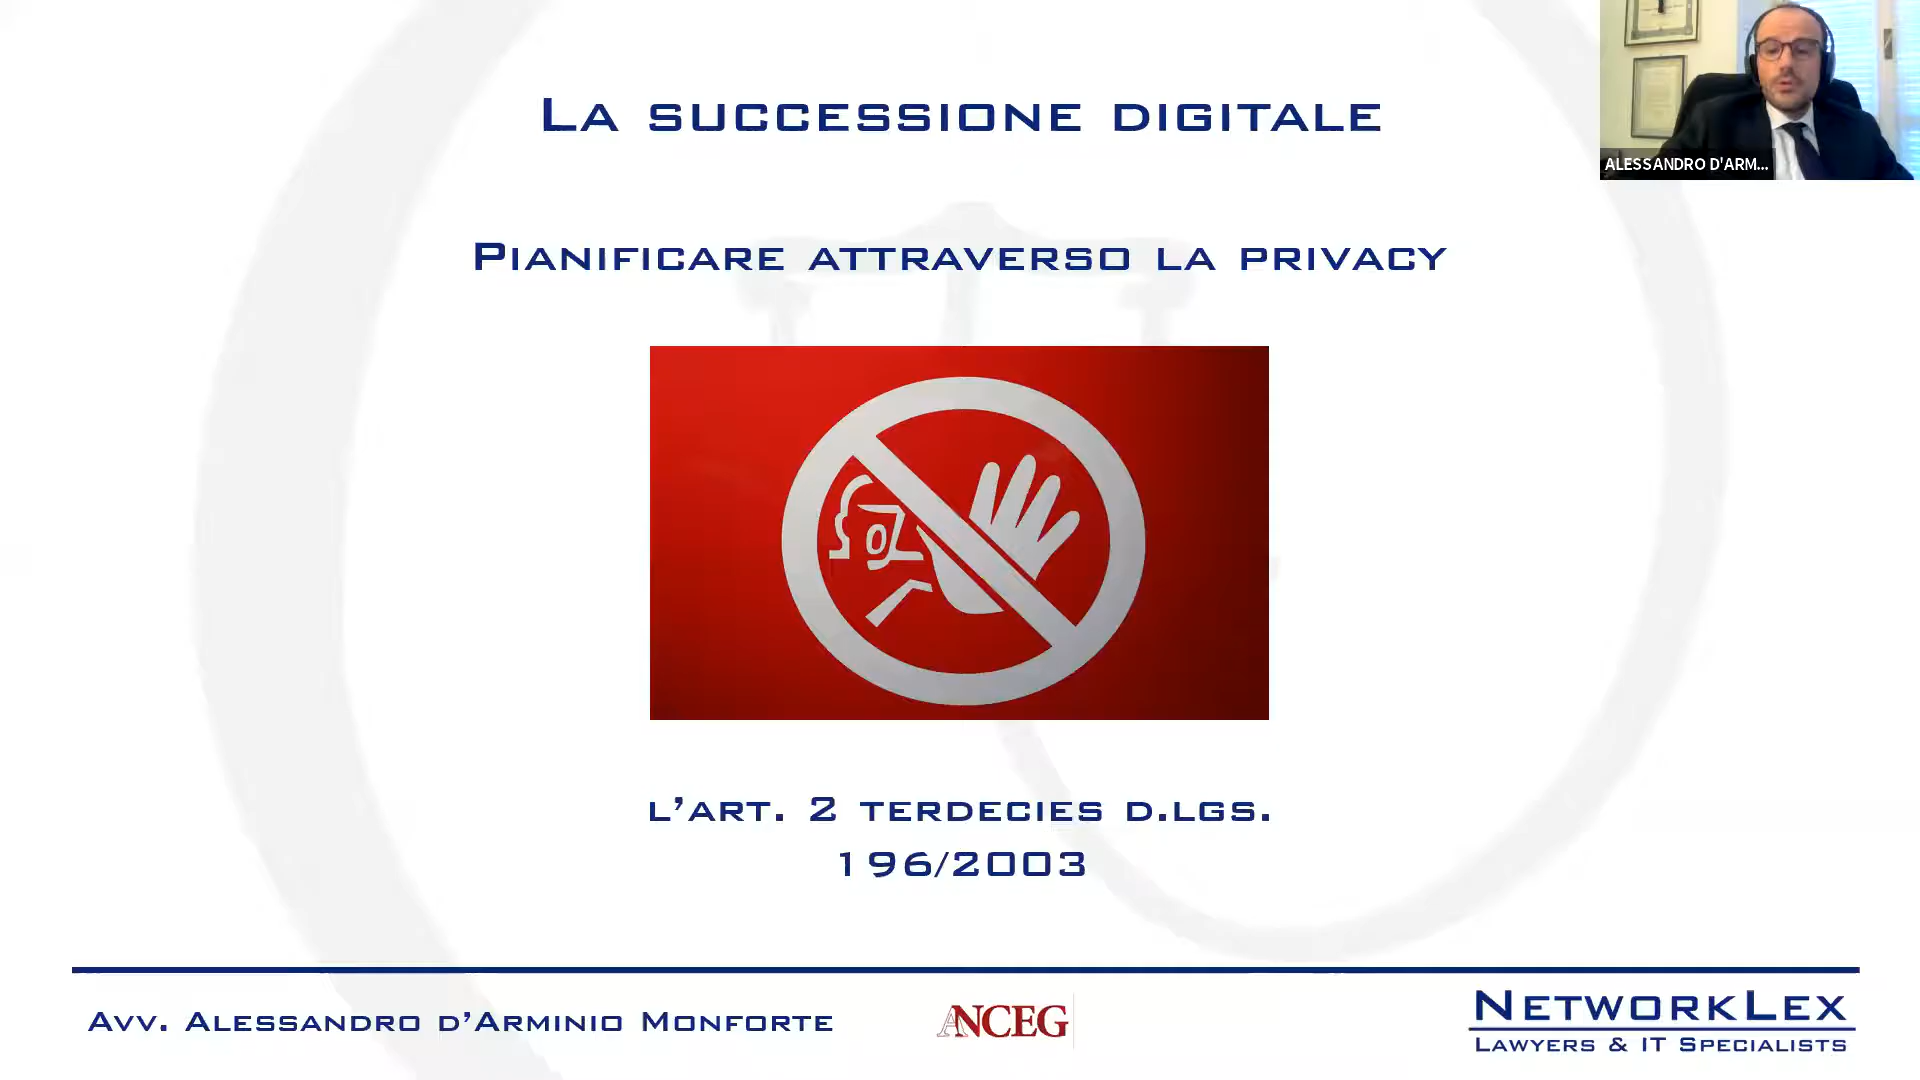 La successione digitale
ALESSANDRO D'ARM...
Pianificare attraverso la privacy
l’art. 2 terdecies d.lgs.
196/2003
Avv. Alessandro d’Arminio Monforte
ANCEG
NetworkLex
Lawyers & IT Specialists